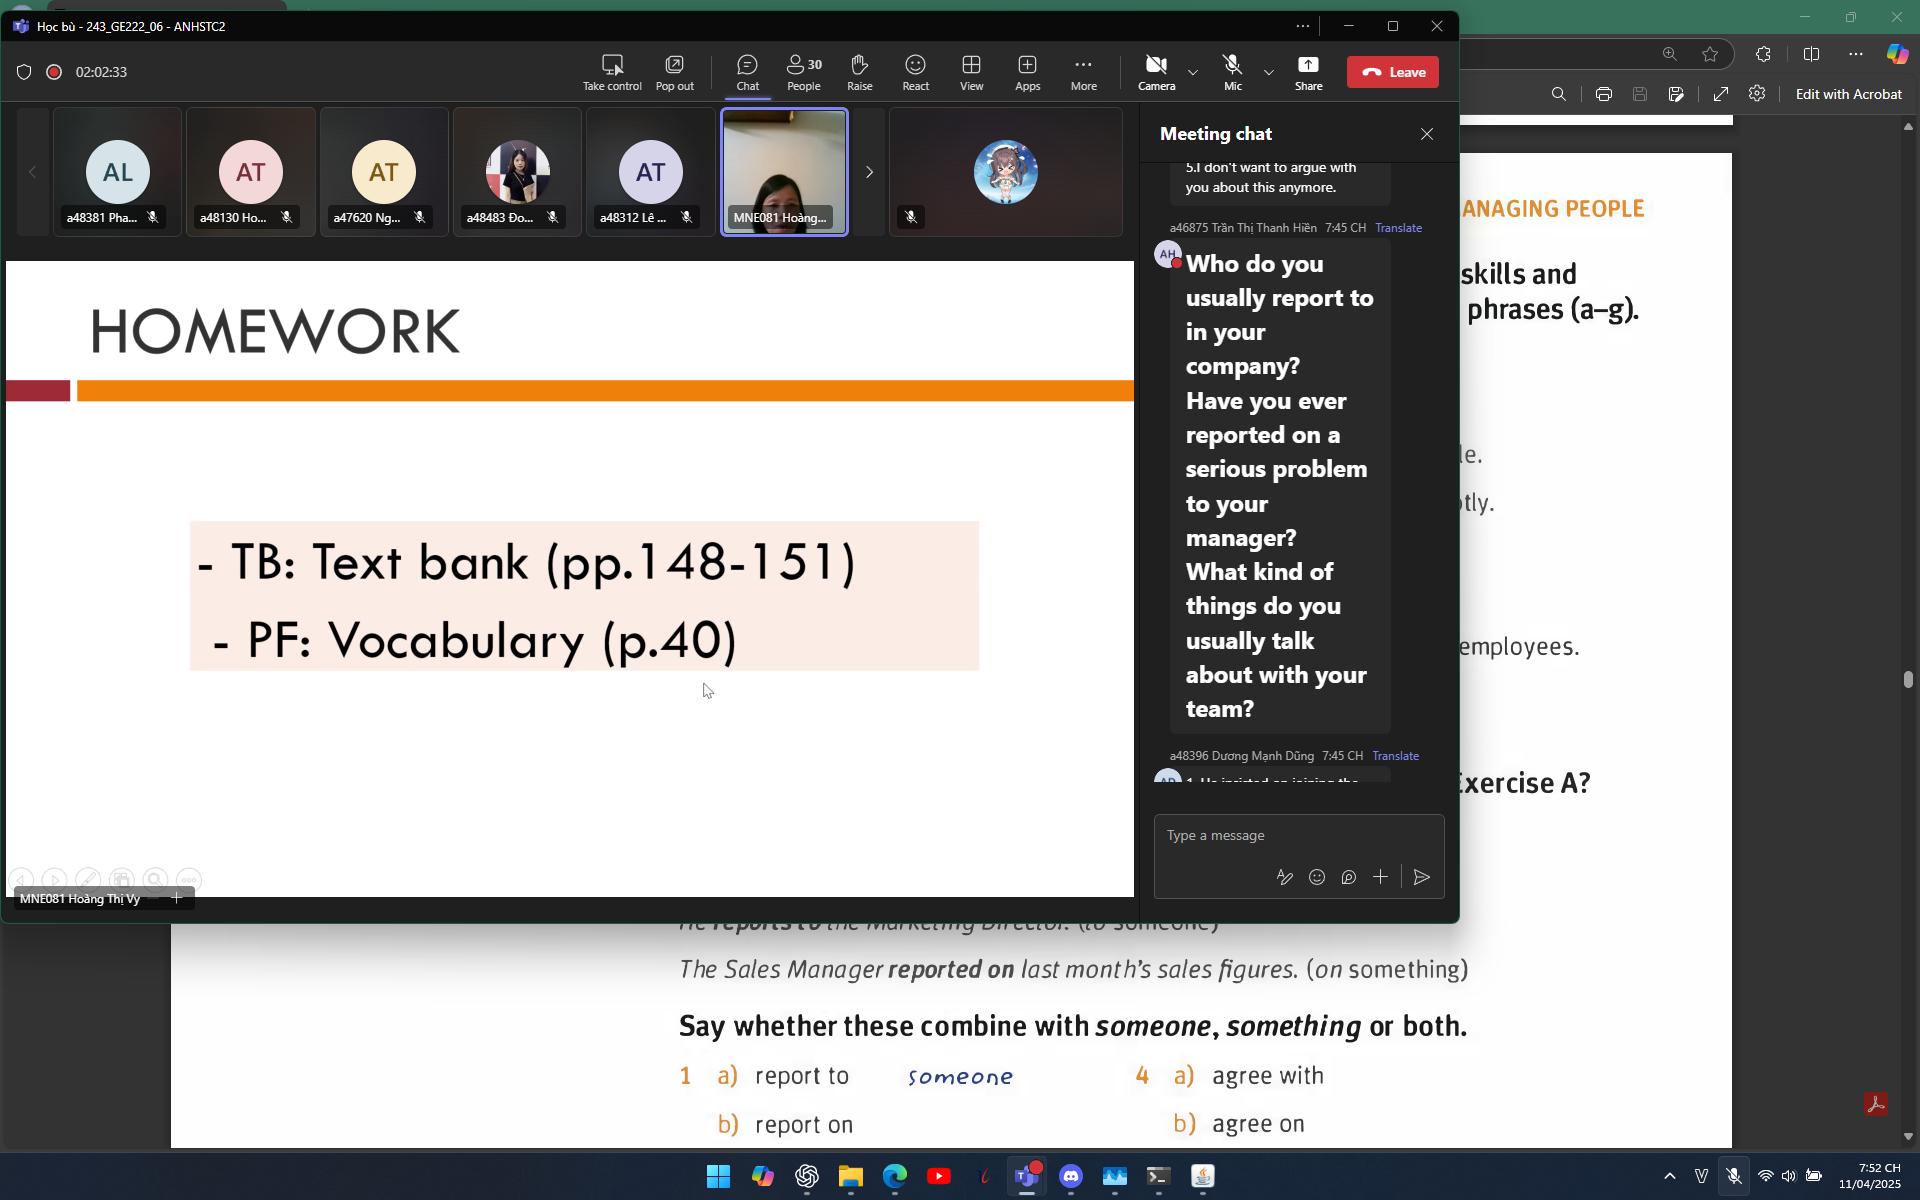 Học bù - 243_GE222_06 - ANHSTC2
02:02:33
Take control
Pop out
Chat
30
People
Raise
React
View
Apps
More
Camera
Mic
Share
Leave
Edit with Acrobat
AL
a48381 Pha...
AT
a48130 Ho...
AT
a47620 Ng...
a48483 Đo...
AT
a48312 Lê ...
MNE081 Hoàng...
HOMEWORK
- TB: Text bank (pp.148-151)
- PF: Vocabulary (p.40)
MNE081 Hoàng Thị Vy
Meeting chat
5.I don't want to argue with
you about this anymore.
a46875 Trần Thị Thanh Hiền 7:45 CH Translate
AH
Who do you
usually report to
in your
company?
Have you ever
reported on a
serious problem
to your
manager?
What kind of
things do you
usually talk
about with your
team?
a48396 Dương Mạnh Dũng 7:45 CH Translate
Type a message
ANAGING PEOPLE
skills and
phrases (a–g).
le.
tly.
employees.
Exercise A?
He reports to the Marketing Director. (to someone)
The Sales Manager reported on last month's sales figures. (on something)
Say whether these combine with someone, something or both.
1 a) report to someone
b) report on
4 a) agree with
b) agree on
7:52 CH
11/04/2025